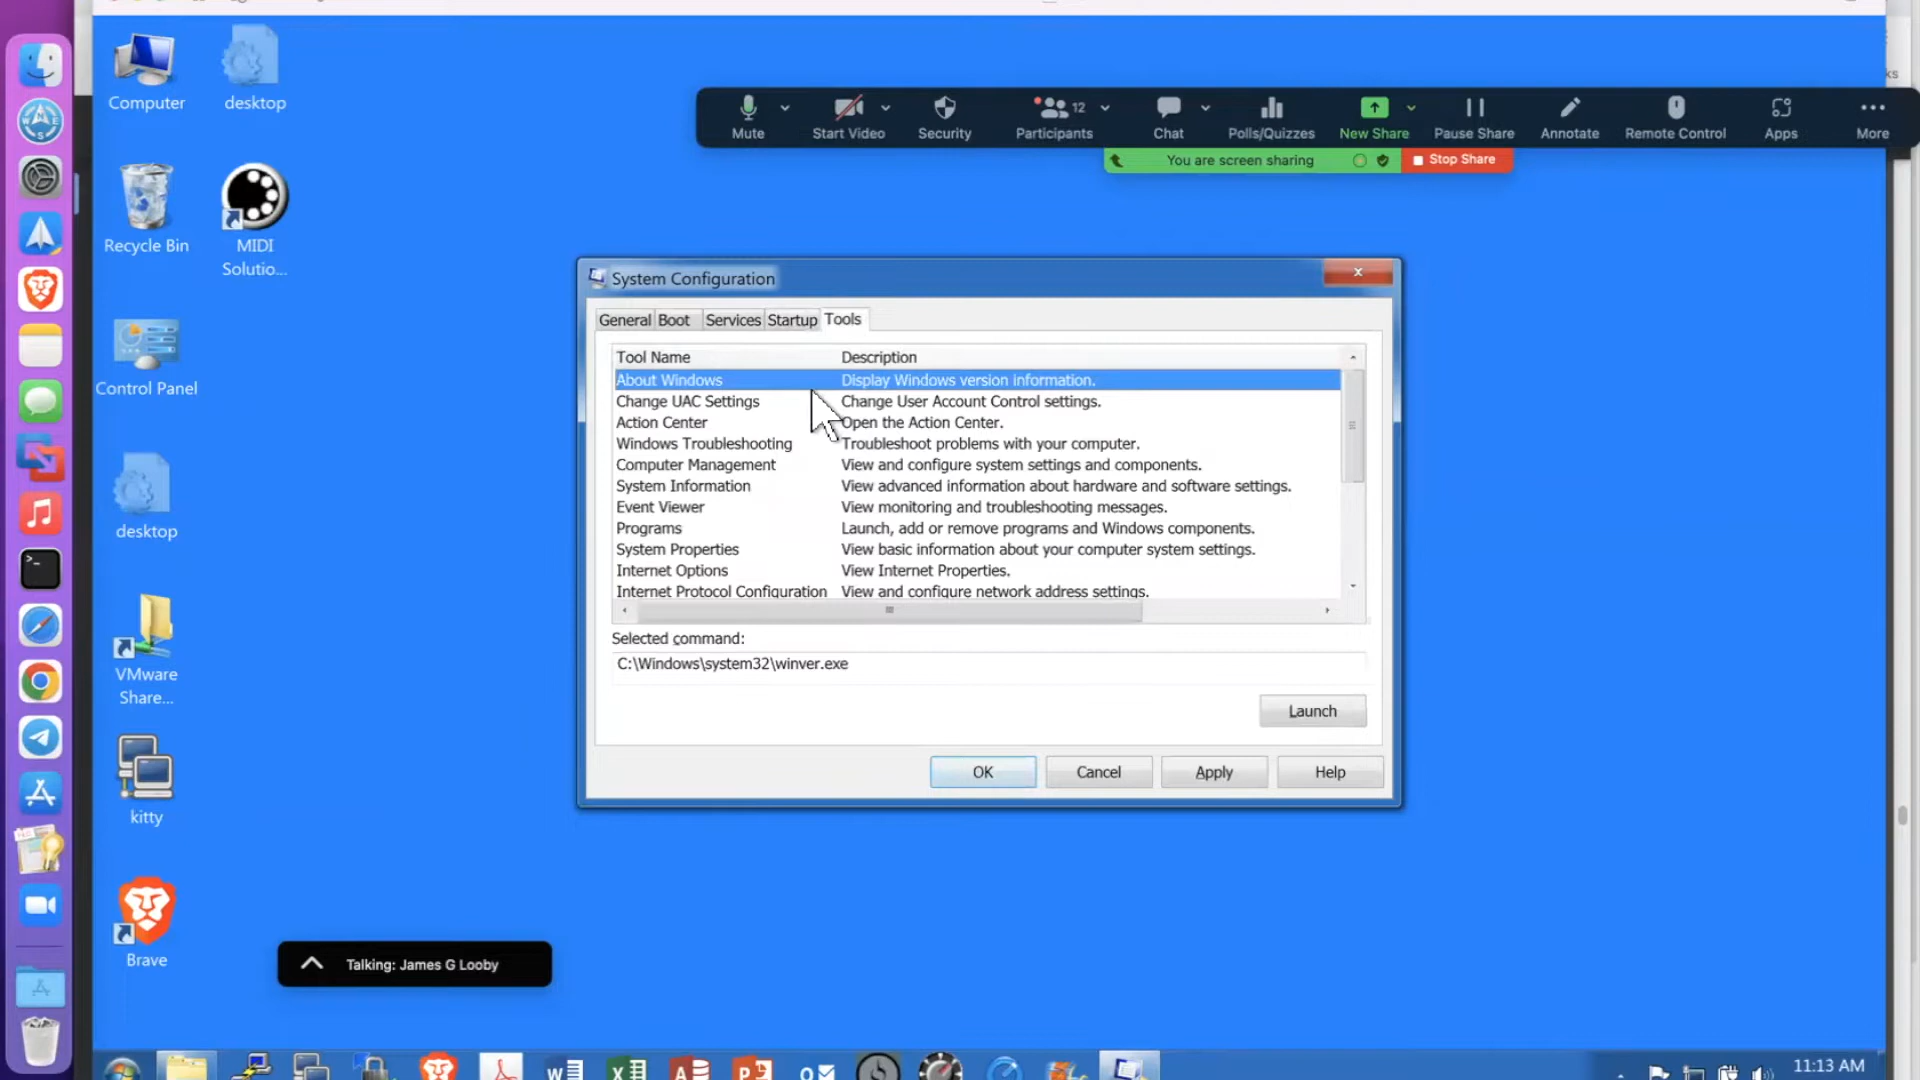 Computer
desktop
Recycle Bin
MIDI
Solutio...
Control Panel
desktop
VMware
Share...
kitty
Brave
Mute
Start Video
Security
12
Participants
Chat
Polls/Quizzes
New Share
Pause Share
Annotate
Remote Control
Apps
More
You are screen sharing
Stop Share
System Configuration
General
Boot
Services
Startup
Tools
Tool Name Description
About Windows Display Windows version information.
Change UAC Settings Change User Account Control settings.
Action Center Open the Action Center.
Windows Troubleshooting Troubleshoot problems with your computer.
Computer Management View and configure system settings and components.
System Information View advanced information about hardware and software settings.
Event Viewer View monitoring and troubleshooting messages.
Programs Launch, add or remove programs and Windows components.
System Properties View basic information about your computer system settings.
Internet Options View Internet Properties.
Internet Protocol Configuration View and configure network address settings.
Selected command:
C:\Windows\system32\winver.exe
Launch
OK
Cancel
Apply
Help
Talking: James G Looby
11:13 AM